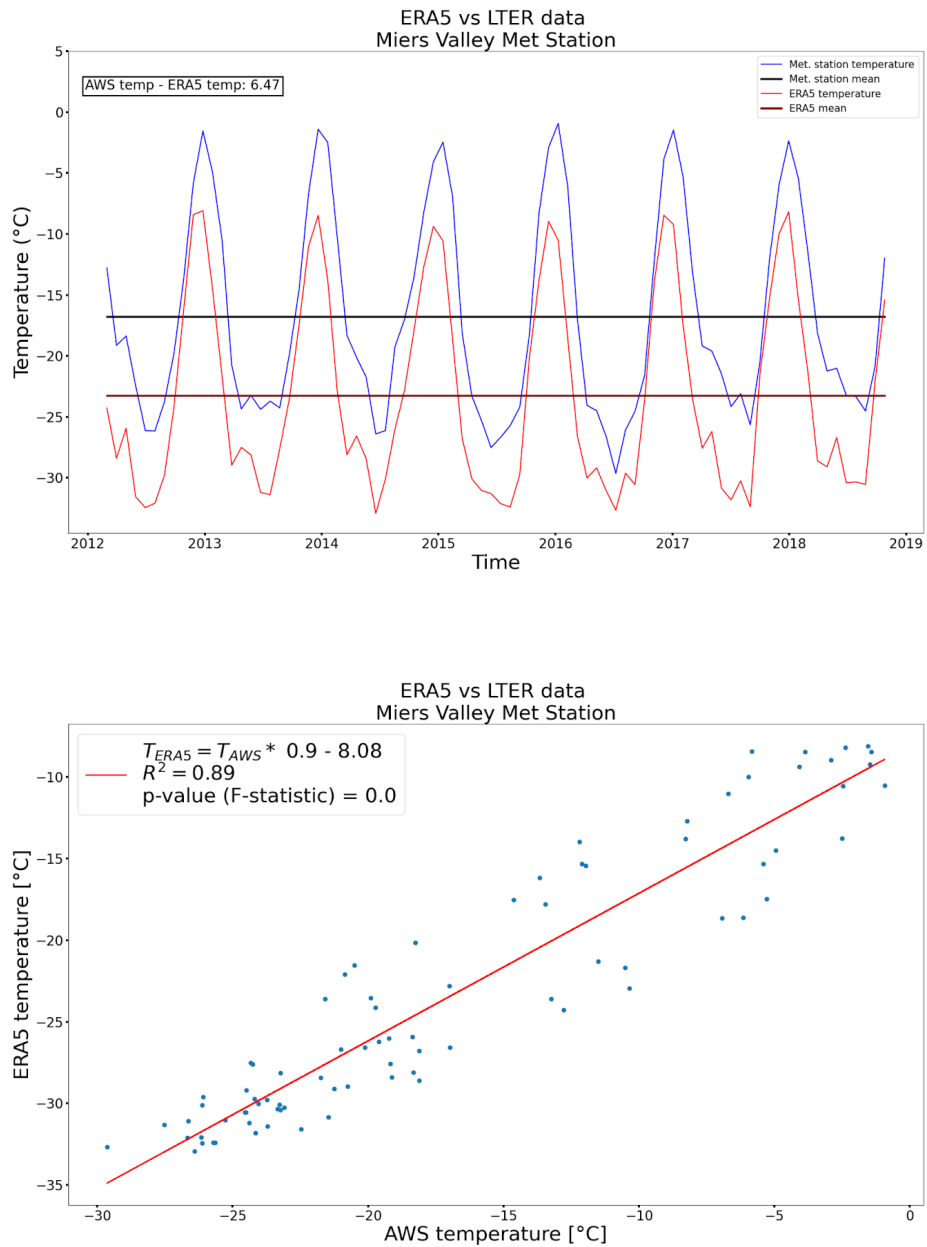 ERA5 vs LTER data
Miers Valley Met Station
AWS temp - ERA5 temp: 6.47
Met. station temperature
Met. station mean
ERA5 temperature
ERA5 mean
Temperature (°C)
5
0
−5
−10
−15
−20
−25
−30
2012 2013 2014 2015 2016 2017 2018 2019
Time
ERA5 vs LTER data
Miers Valley Met Station
T_ERA5 = T_AWS * 0.9 - 8.08
R² = 0.89
p-value (F-statistic) = 0.0
ERA5 temperature [°C]
−10
−15
−20
−25
−30
−35
−30 −25 −20 −15 −10 −5 0
AWS temperature [°C]